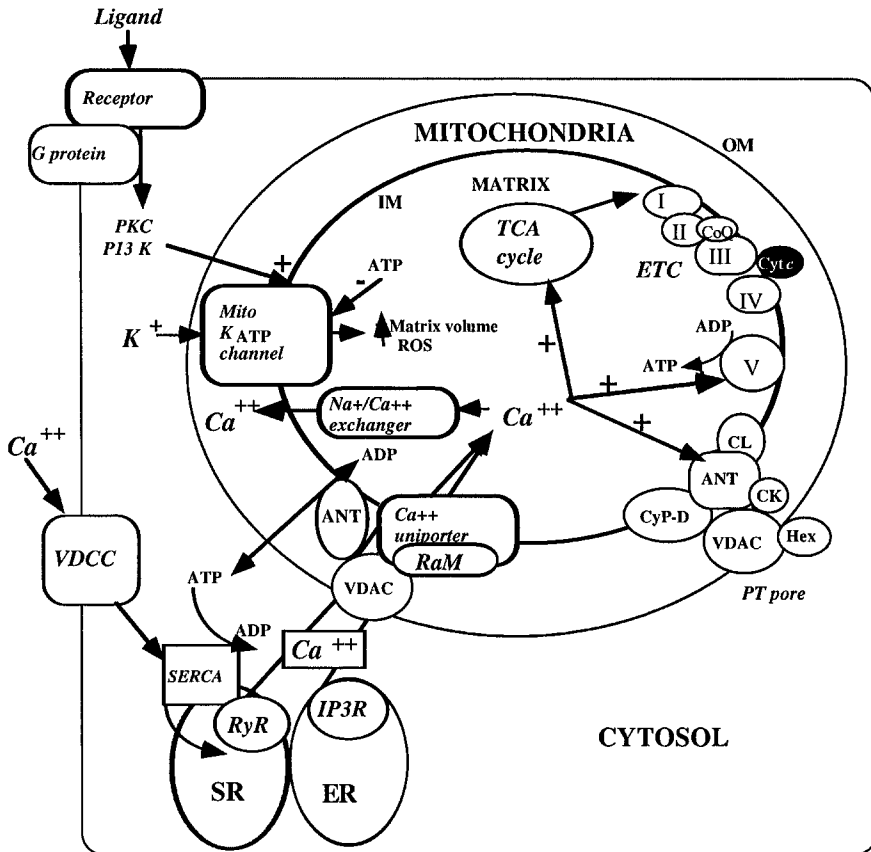 Ligand
Receptor
G protein
PKC
P13 K
MITOCHONDRIA
OM
IM
MATRIX
TCA
cycle
I
II
CoQ
III
Cyt c
ETC
IV
ADP
ATP
V
+
-
ATP
K +
Mito
K ATP
channel
Matrix volume
ROS
+
+
+
Ca ++
Na+/Ca++
exchanger
Ca ++
Ca ++
ADP
CL
ANT
CK
CyP-D
VDAC
Hex
PT pore
ANT
Ca++
uniporter
RaM
VDAC
VDCC
ATP
ADP
Ca ++
SERCA
RyR
IP3R
SR
ER
CYTOSOL